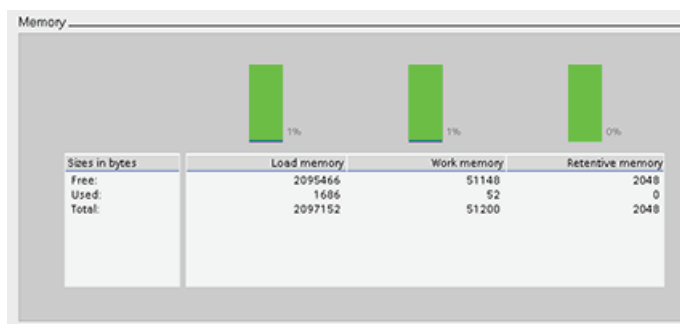 Memory
1% 1% 0%
Sizes in bytes Load memory Work memory Retentive memory
Free: 2095466 51148 2048
Used: 1686 52 0
Total: 2097152 51200 2048